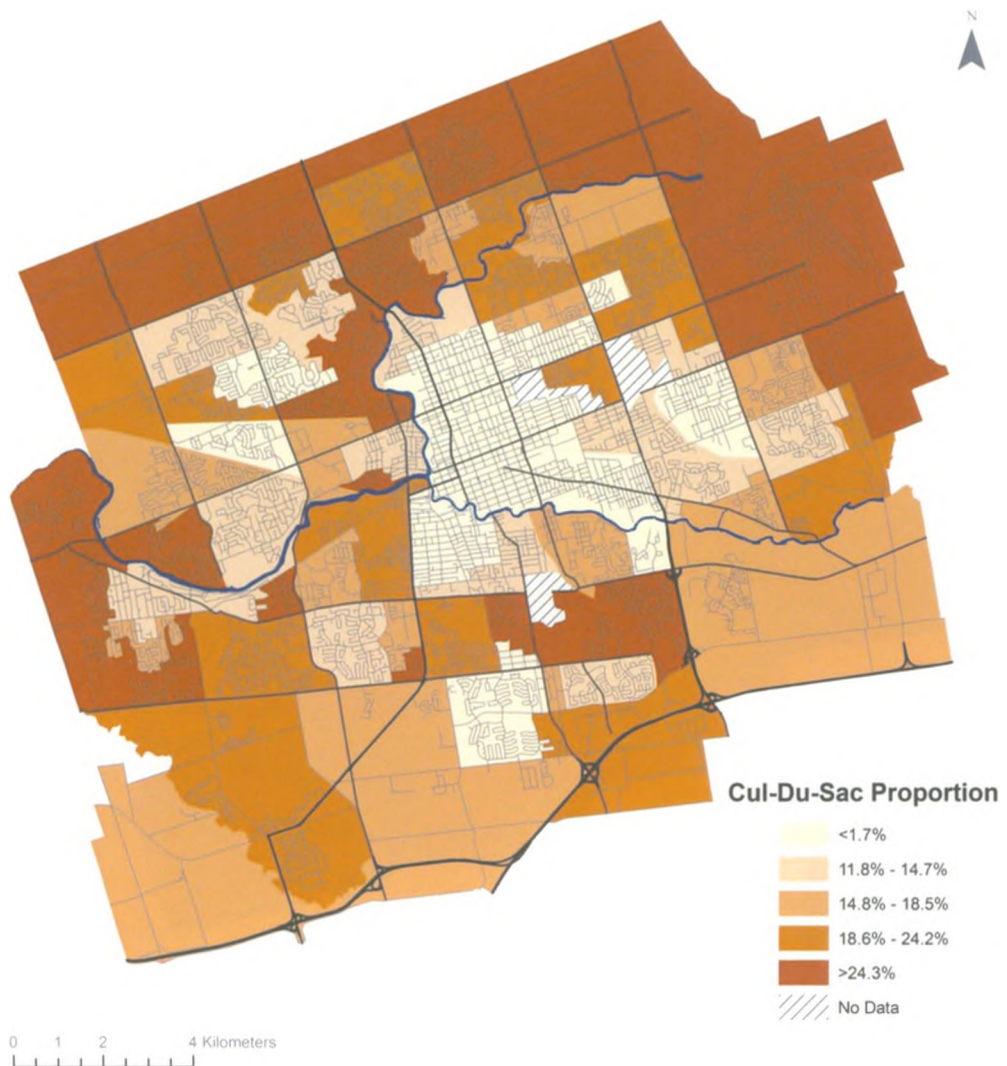 N
Cul-Du-Sac Proportion
<1.7%
11.8% - 14.7%
14.8% - 18.5%
18.6% - 24.2%
>24.3%
No Data
0 1 2 4 Kilometers